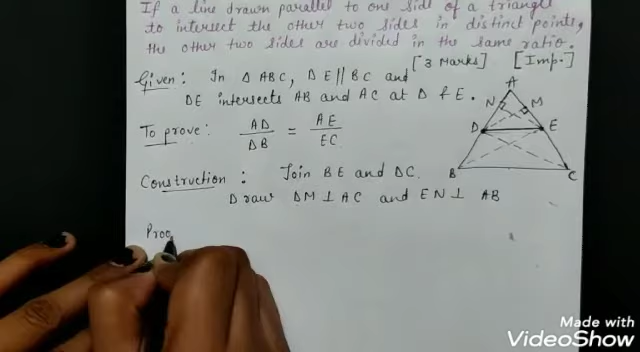 If a line drawn parallel to one side of a triangle
to intersect the other two sides in distinct points,
the other two sides are divided in the same ratio.
[3 Marks] [Imp.]
Given: In Δ ABC, DE || BC and
DE intersects AB and AC at D & E.
To prove: AD/DB = AE/EC
Construction: Join BE and DC.
Draw DM ⊥ AC and EN ⊥ AB
Proo
A
N M
D E
B C
Made with
VideoShow